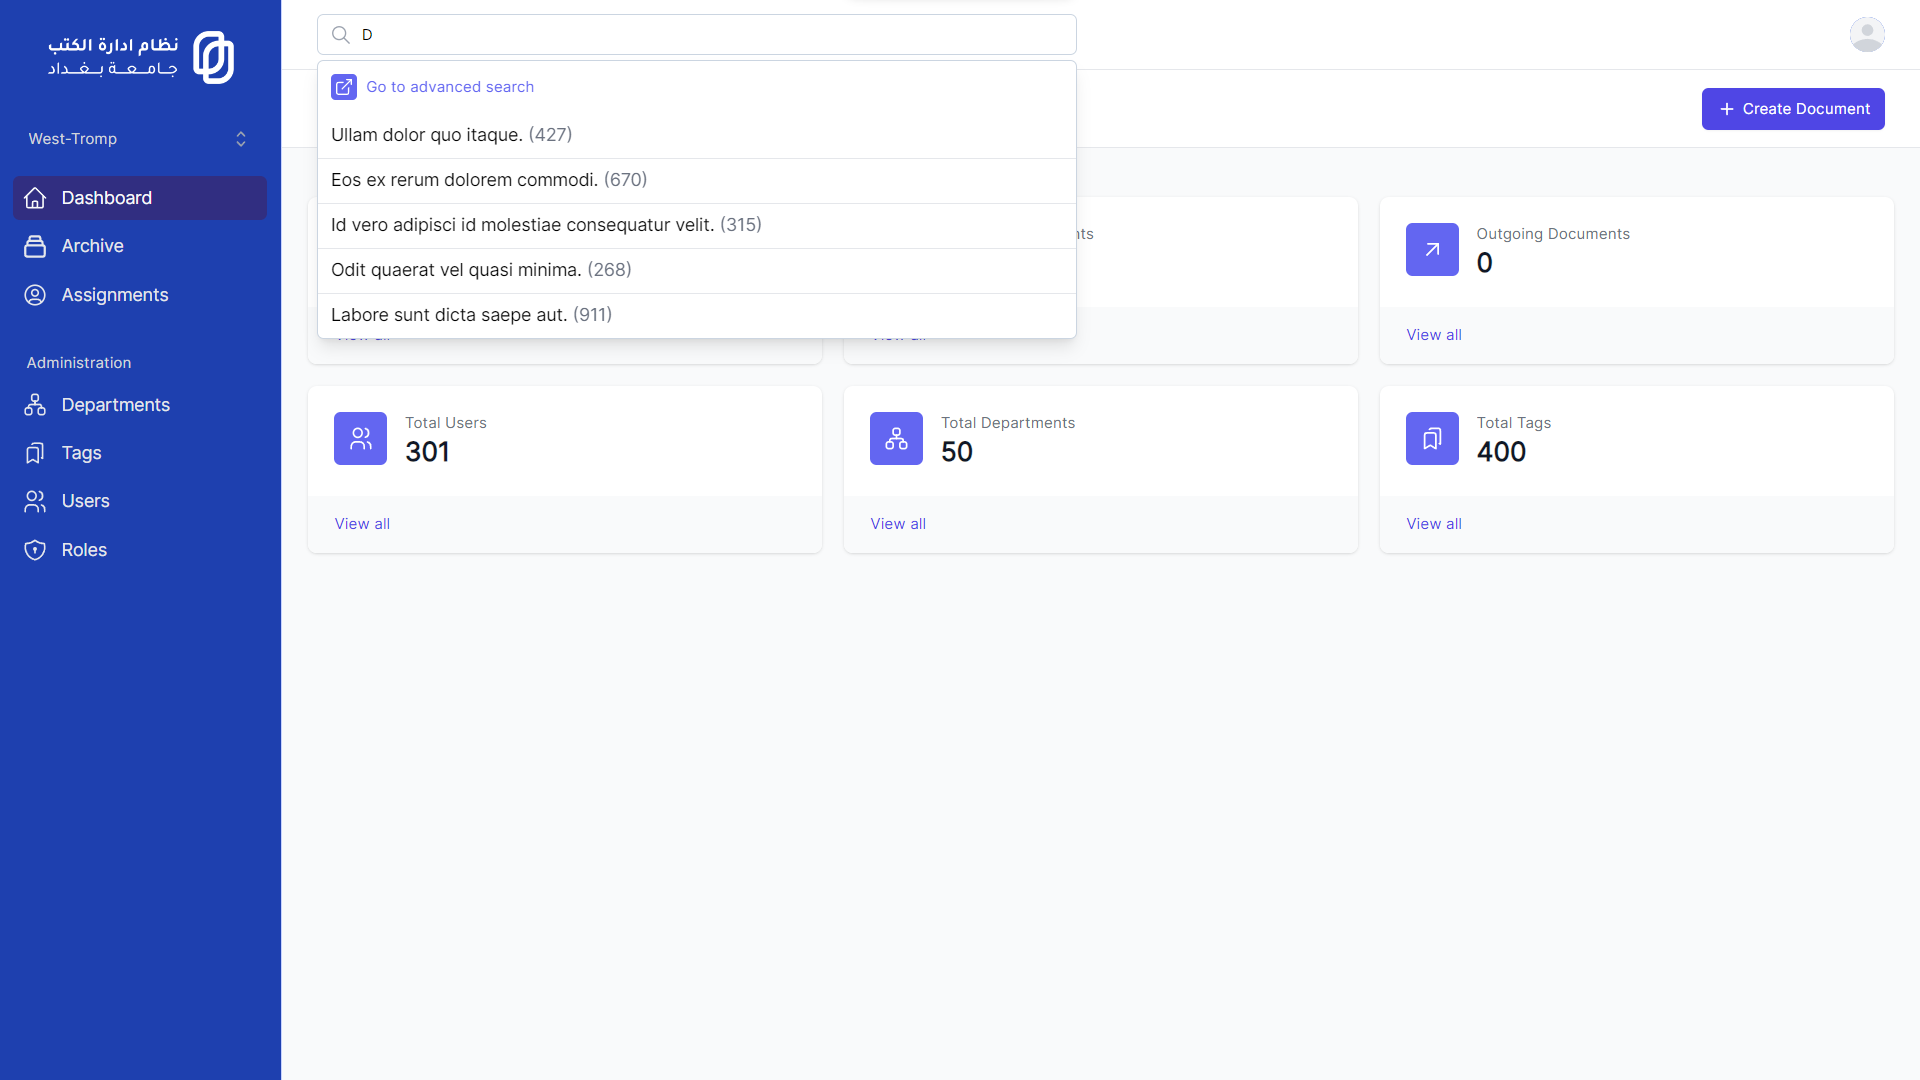 نظام ادارة الكتب
جامعة بغداد
West-Tromp
Dashboard
Archive
Assignments
Administration
Departments
Tags
Users
Roles
D
Go to advanced search
Ullam dolor quo itaque. (427)
Eos ex rerum dolorem commodi. (670)
Id vero adipisci id molestiae consequatur velit. (315)
Odit quaerat vel quasi minima. (268)
Labore sunt dicta saepe aut. (911)
Create Document
Outgoing Documents
0
View all
Total Users
301
View all
Total Departments
50
View all
Total Tags
400
View all